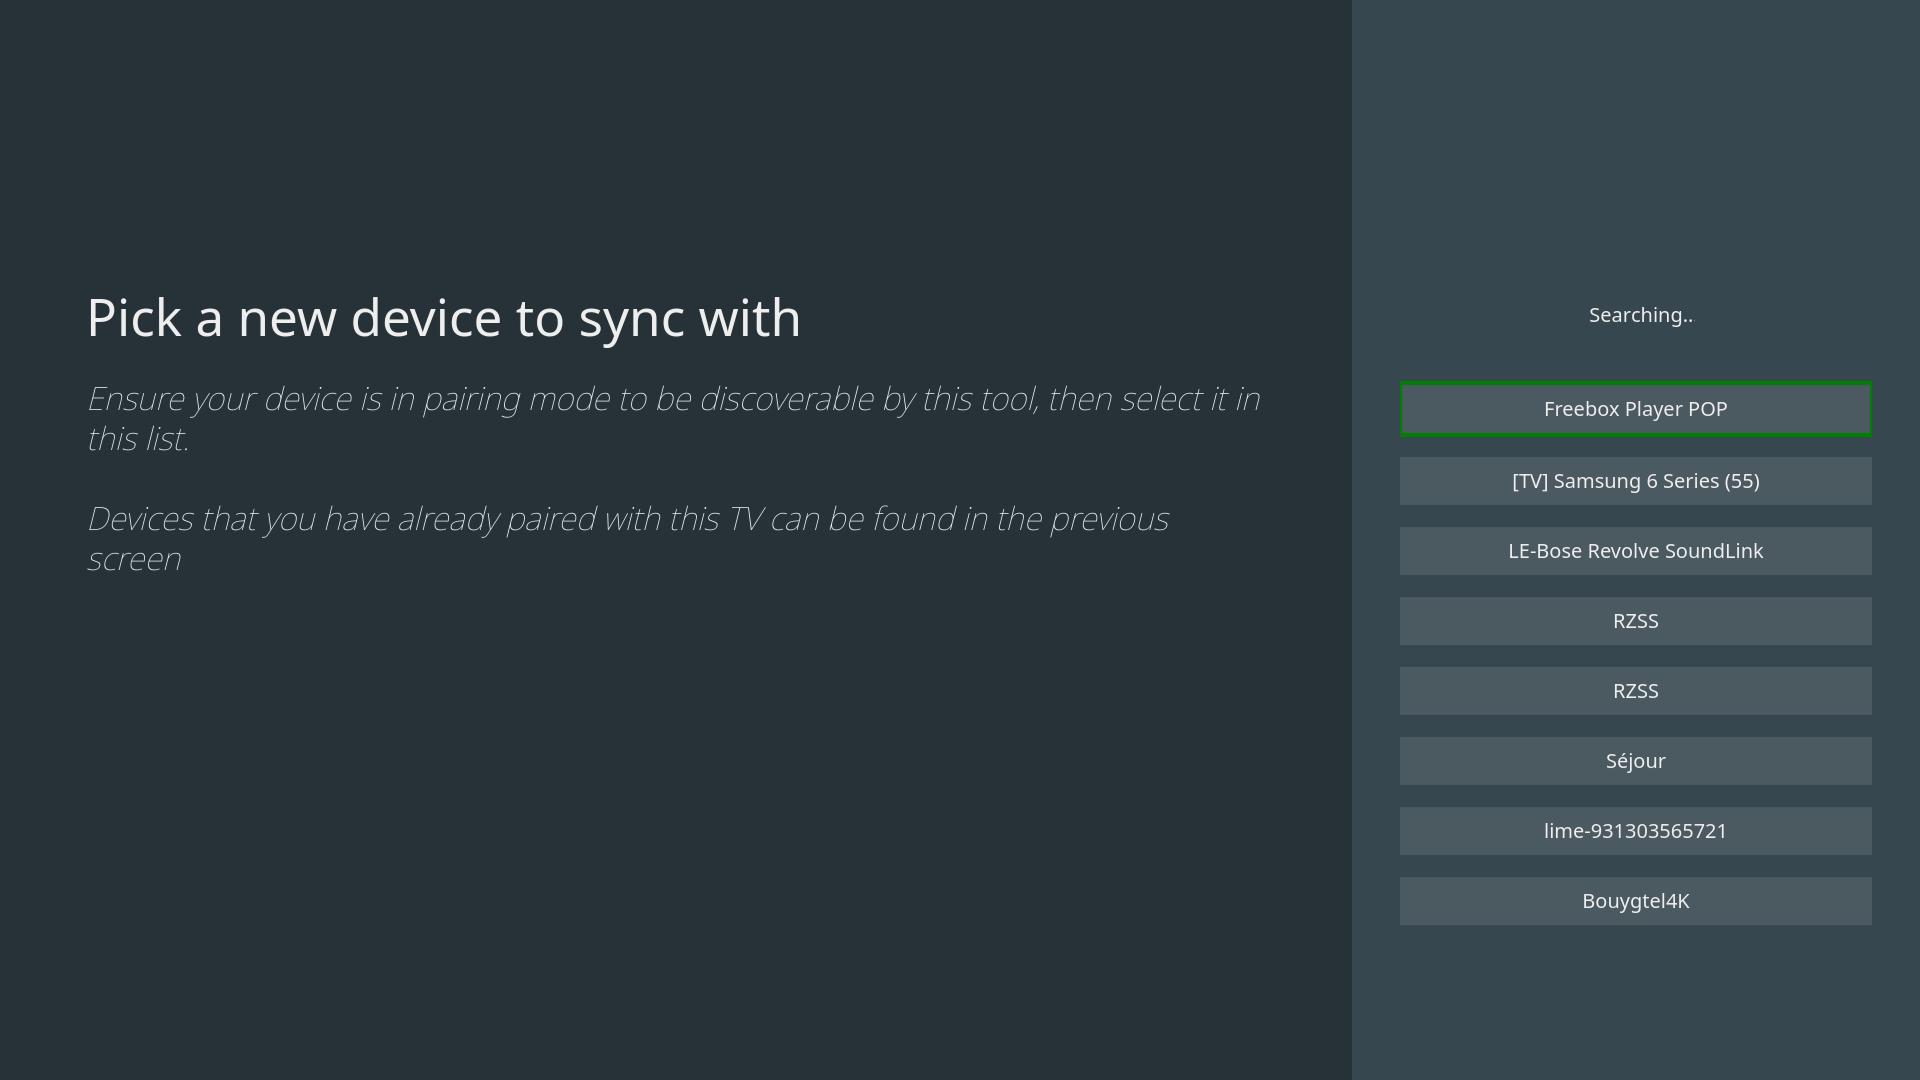 Pick a new device to sync with
Ensure your device is in pairing mode to be discoverable by this tool, then select it in
this list.
Devices that you have already paired with this TV can be found in the previous
screen
Searching..
Freebox Player POP
[TV] Samsung 6 Series (55)
LE-Bose Revolve SoundLink
RZSS
RZSS
Séjour
lime-931303565721
Bouygtel4K